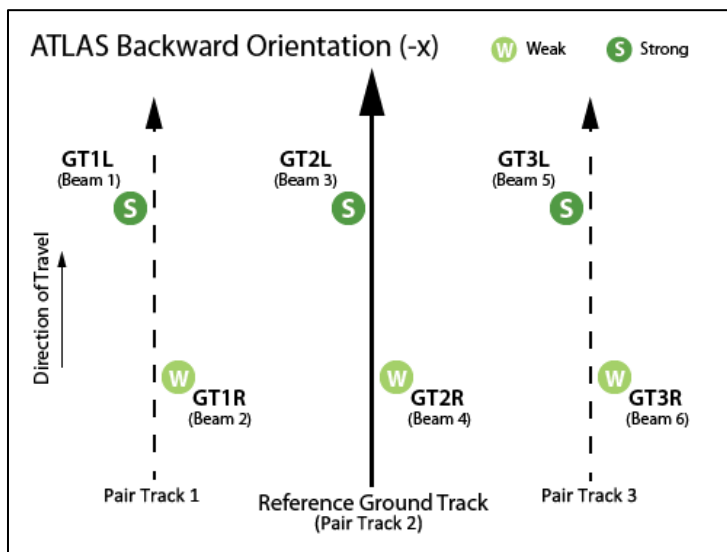 ATLAS Backward Orientation (-x)
W Weak
S Strong
GT1L
(Beam 1)
S
GT2L
(Beam 3)
S
GT3L
(Beam 5)
S
Direction of Travel
W
GT1R
(Beam 2)
W
GT2R
(Beam 4)
W
GT3R
(Beam 6)
Pair Track 1
Reference Ground Track
(Pair Track 2)
Pair Track 3